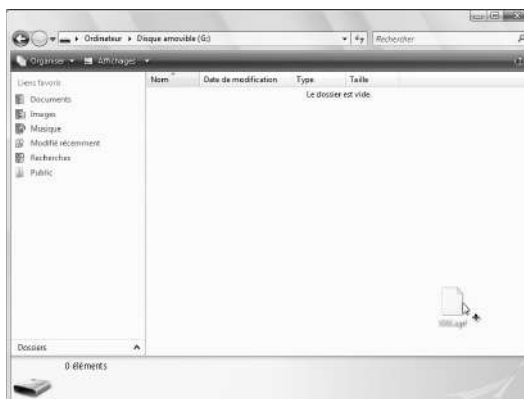 Ordinateur ▸ Disque amovible (G:)
Rechercher
Organiser
Affichages
Liens favoris
Documents
Images
Musique
Modifié récemment
Recherches
Public
Dossiers
Nom
Date de modification
Type
Taille
Le dossier est vide.
0 éléments